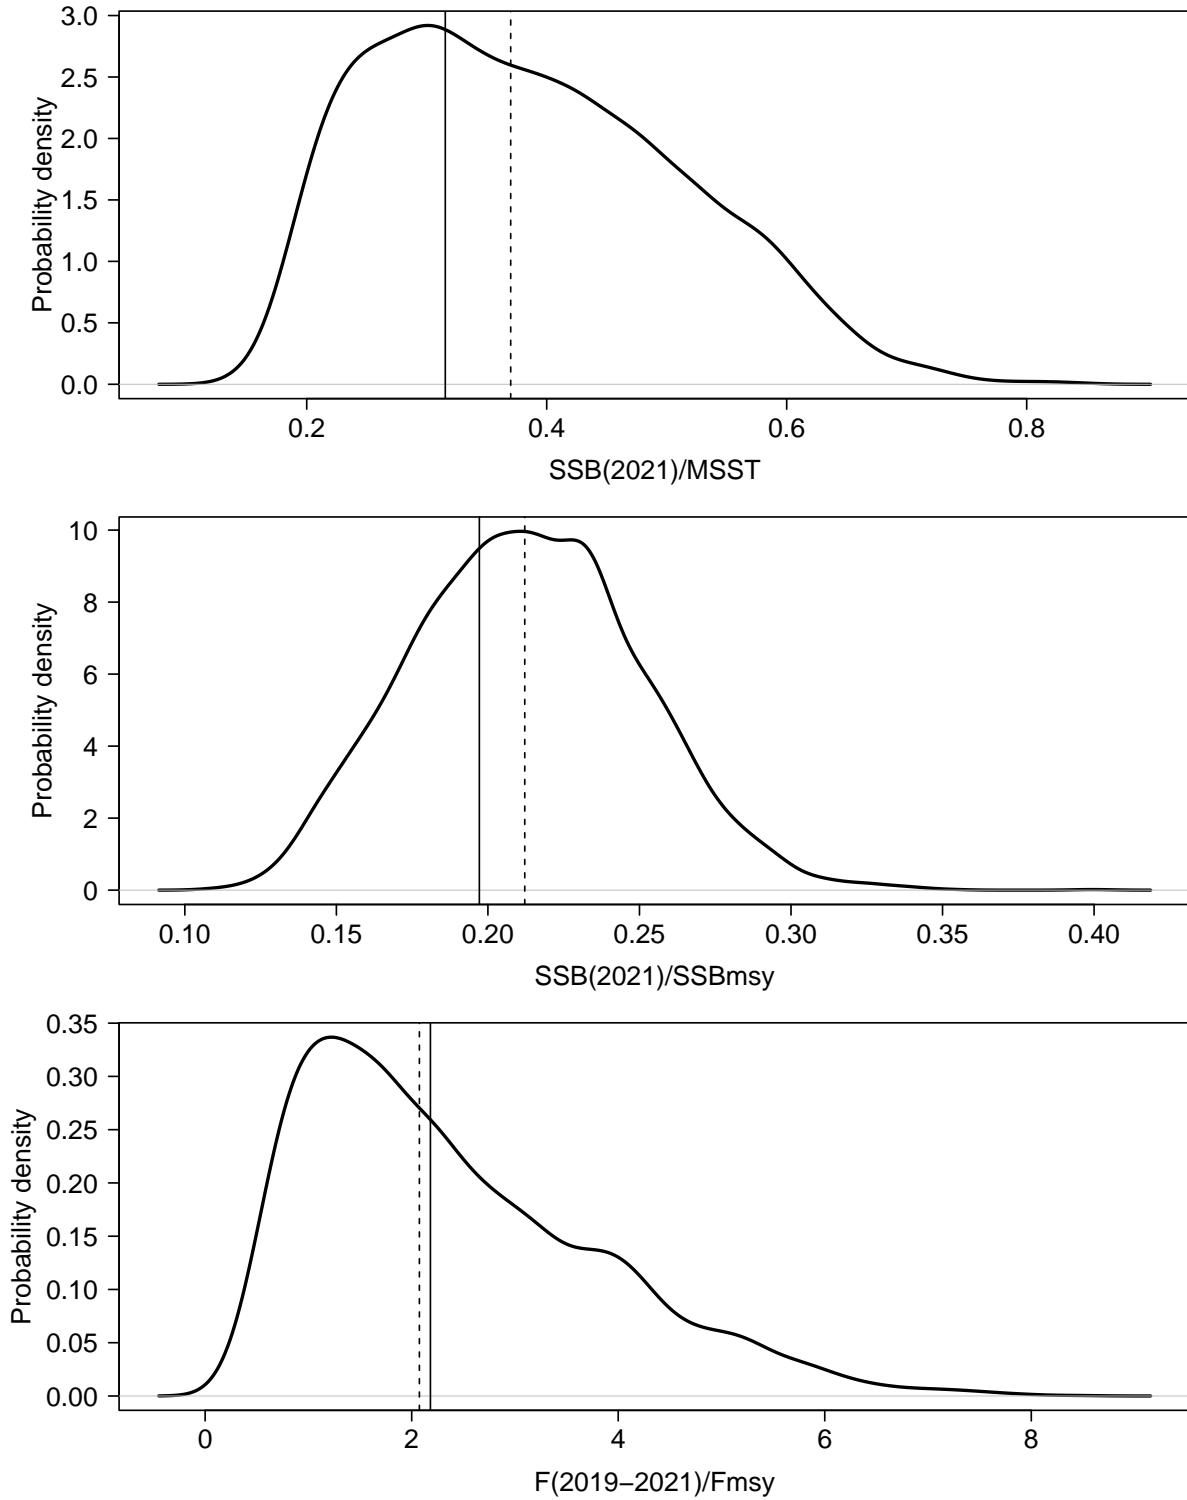 Probability density
3.0
2.5
2.0
1.5
1.0
0.5
0.0
0.2 0.4 0.6 0.8
SSB(2021)/MSST
Probability density
10
8
6
4
2
0
0.10 0.15 0.20 0.25 0.30 0.35 0.40
SSB(2021)/SSBmsy
Probability density
0.35
0.30
0.25
0.20
0.15
0.10
0.05
0.00
0 2 4 6 8
F(2019−2021)/Fmsy